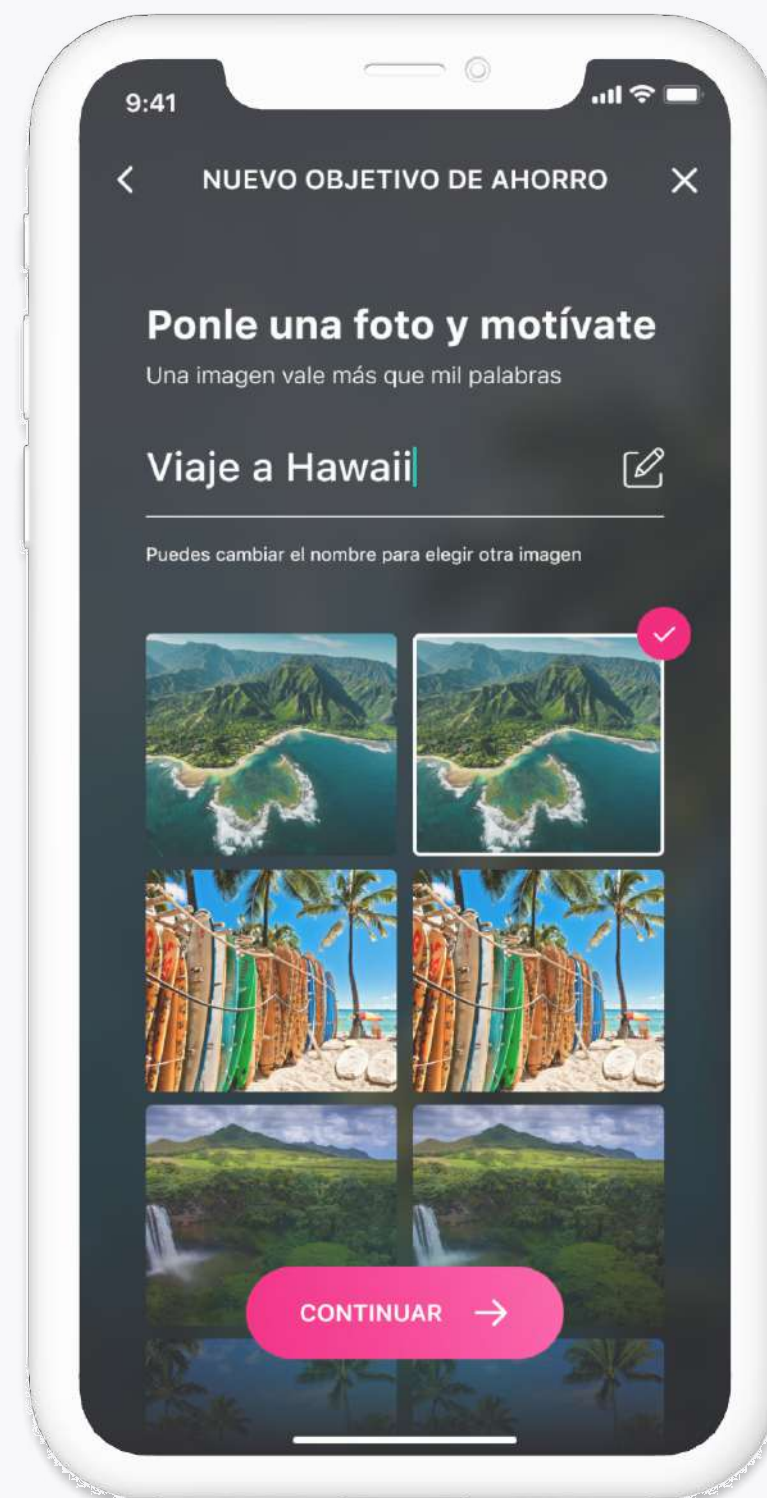 9:41
NUEVO OBJETIVO DE AHORRO
Ponle una foto y motívate
Una imagen vale más que mil palabras
Viaje a Hawaii
Puedes cambiar el nombre para elegir otra imagen
CONTINUAR